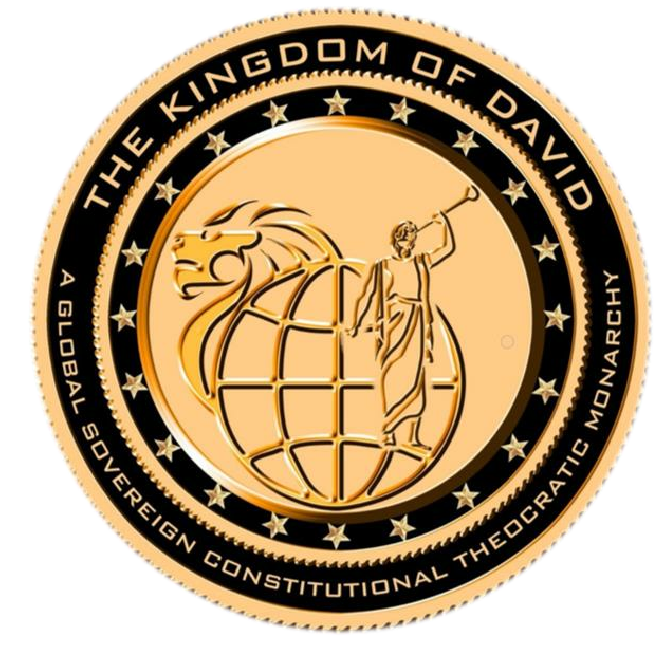 THE KINGDOM OF DAVID
A GLOBAL SOVEREIGN CONSTITUTIONAL THEOCRATIC MONARCHY